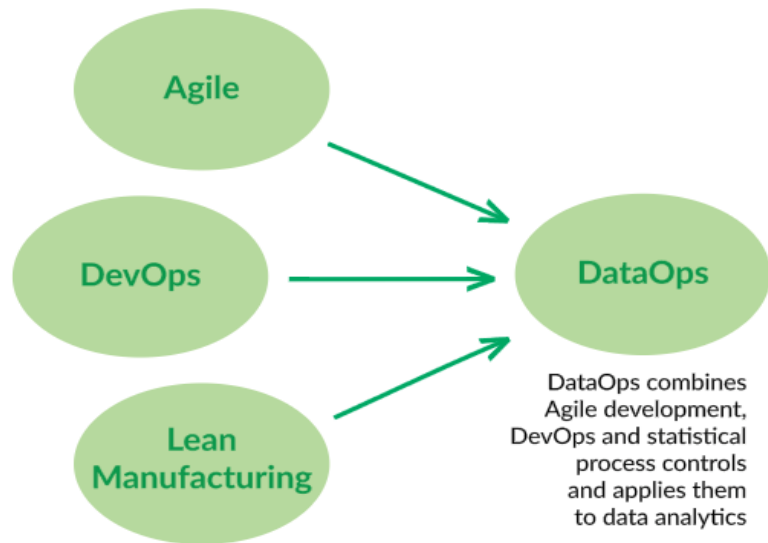 Agile
DevOps
Lean
Manufacturing
DataOps
DataOps combines
Agile development,
DevOps and statistical
process controls
and applies them
to data analytics